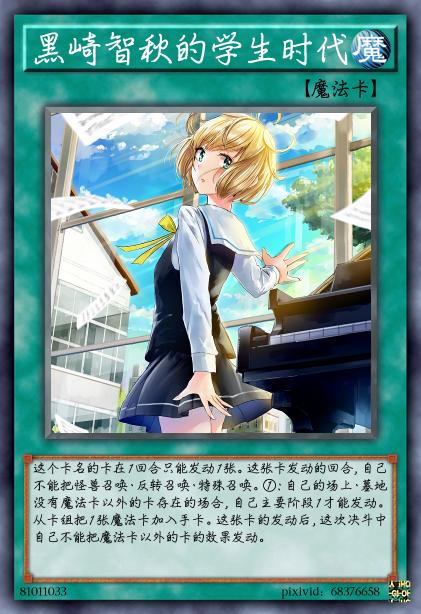 黑崎智秋的学生时代 魔
【魔法卡】
这个卡名的卡在1回合只能发动1张。这张卡发动的回合,自己
不能把怪兽召唤·反转召唤·特殊召唤。①:自己的场上·墓地
没有魔法卡以外的卡存在的场合,自己主要阶段1才能发动。
从卡组把1张魔法卡加入手卡。这张卡的发动后,这次决斗中
自己不能把魔法卡以外的卡的效果发动。
81011033 pixivid: 68376658